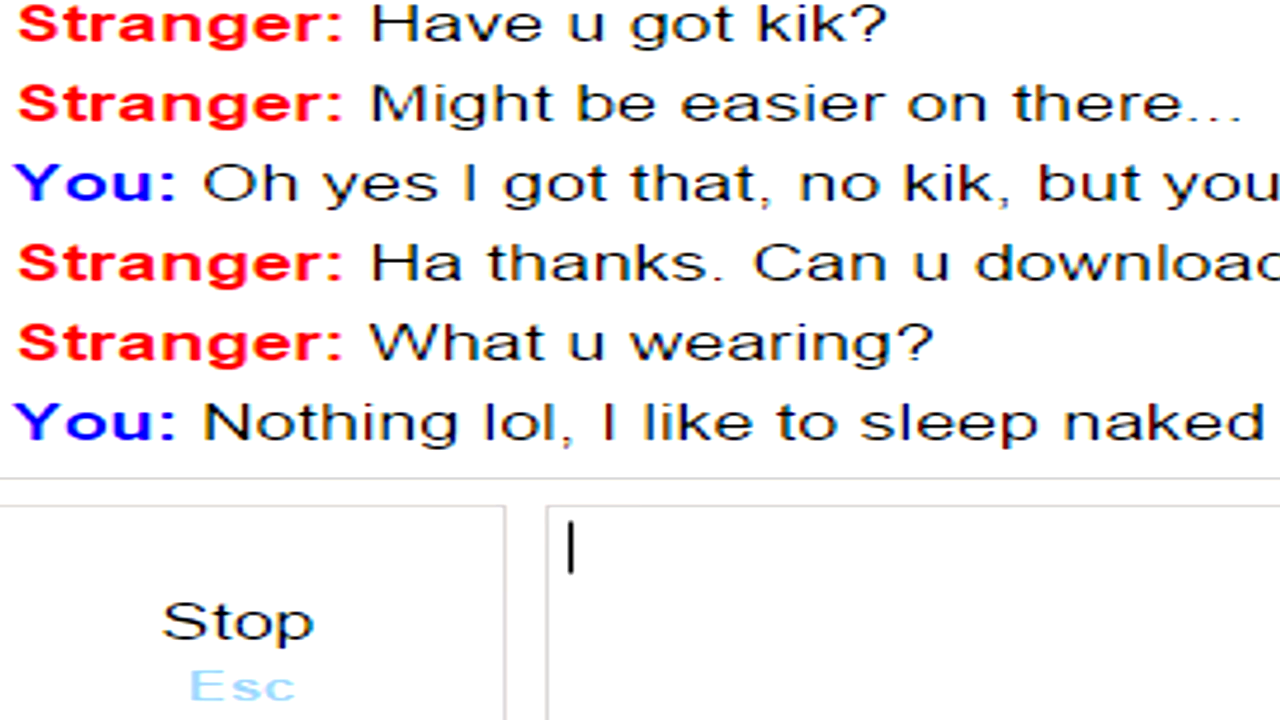 Stranger: Have u got kik?
Stranger: Might be easier on there...
You: Oh yes I got that, no kik, but you
Stranger: Ha thanks. Can u downloa
Stranger: What u wearing?
You: Nothing lol, I like to sleep naked
Stop
Esc